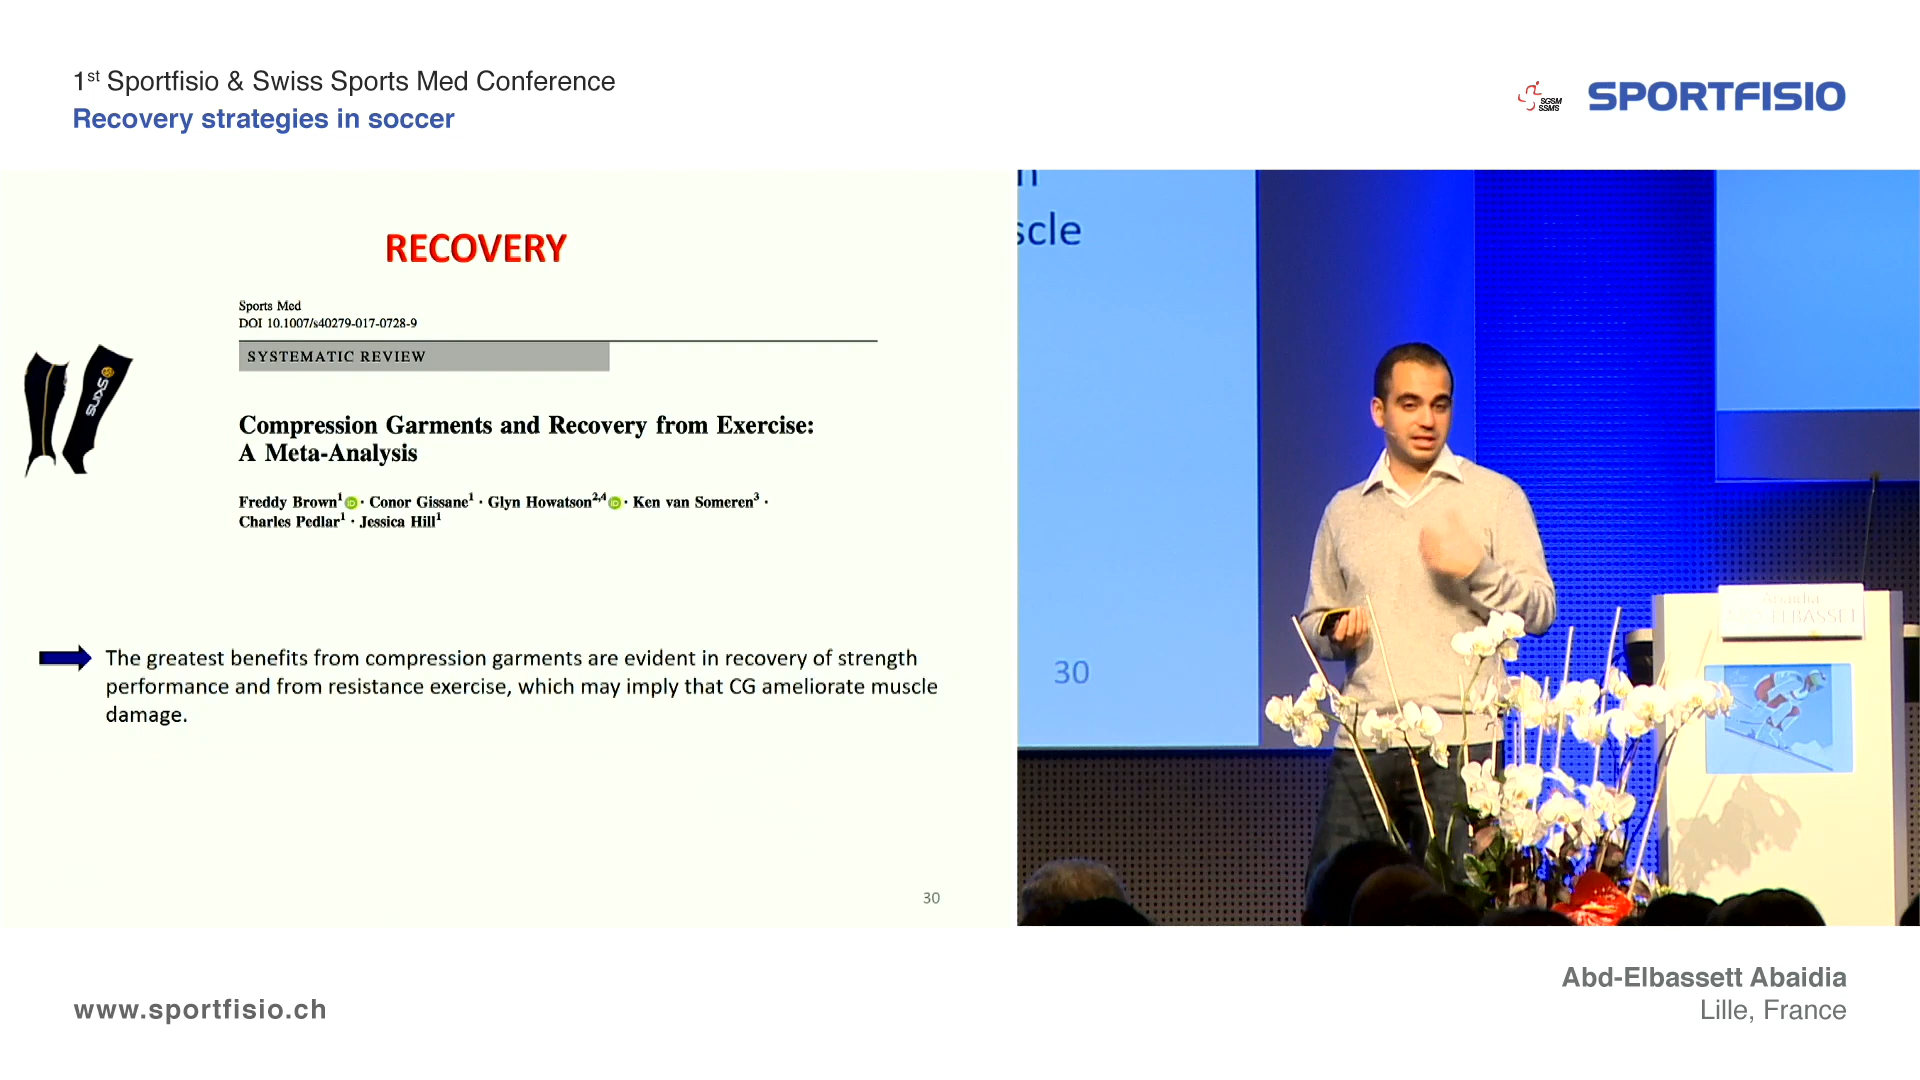 1st Sportfisio & Swiss Sports Med Conference
Recovery strategies in soccer
SGSM
SSMS
SPORTFISIO
RECOVERY
Sports Med
DOI 10.1007/s40279-017-0728-9
SYSTEMATIC REVIEW
SKINS
Compression Garments and Recovery from Exercise:
A Meta-Analysis
Freddy Brown1 iD · Conor Gissane1 · Glyn Howatson2,4 iD · Ken van Someren3 ·
Charles Pedlar1 · Jessica Hill1
The greatest benefits from compression garments are evident in recovery of strength
performance and from resistance exercise, which may imply that CG ameliorate muscle
damage.
30
scle
30
Abaidia
Abd-Elbassett Abaidia
Lille, France
www.sportfisio.ch